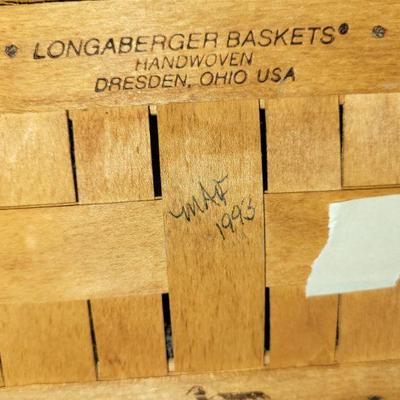 LONGABERGER BASKETS®
HANDWOVEN
DRESDEN, OHIO USA
1993